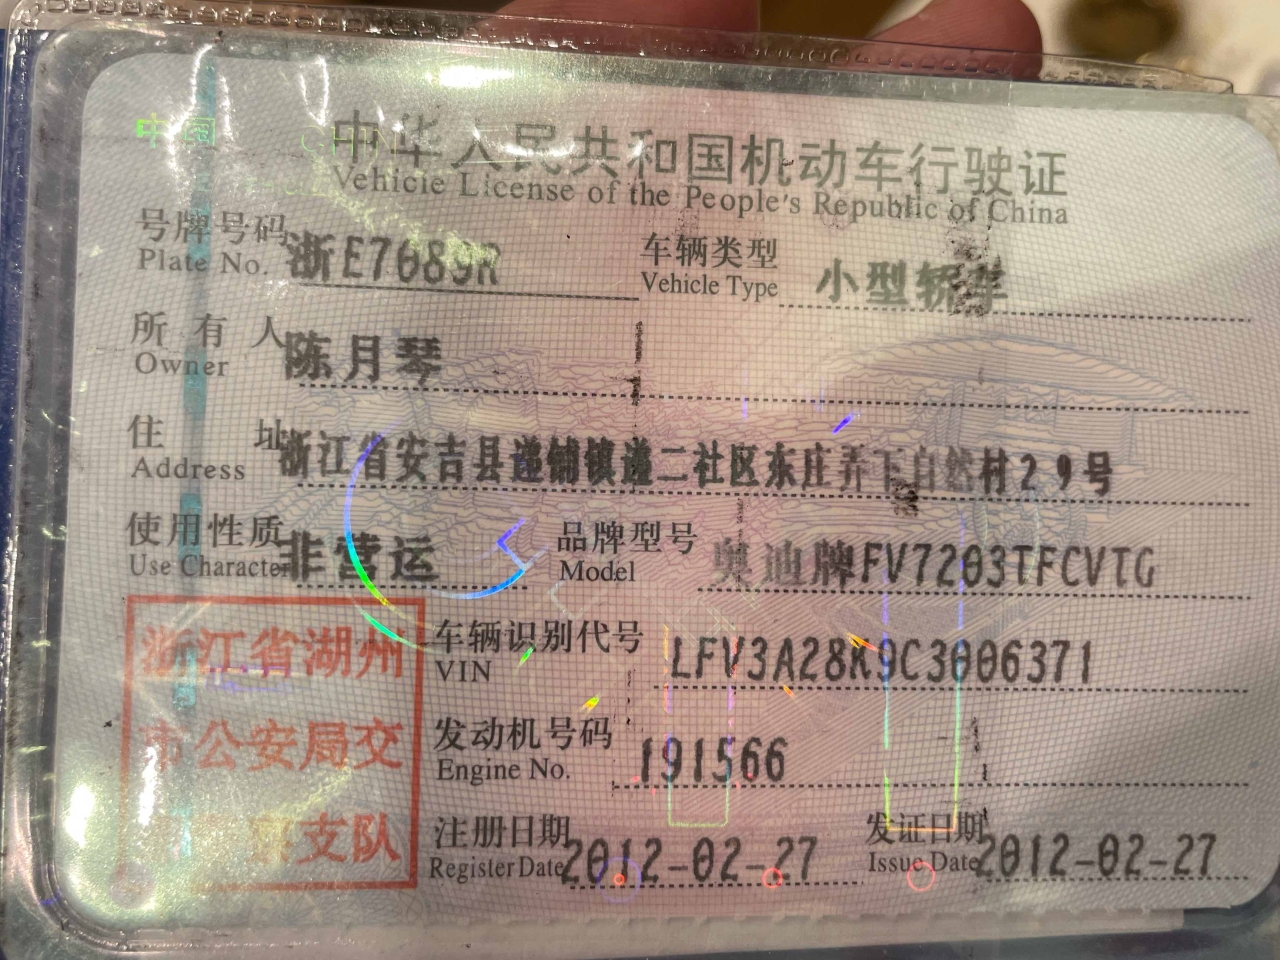 中国 CHINA
中华人民共和国机动车行驶证
Vehicle License of the People's Republic of China
号牌号码 浙E7089R 车辆类型 小型轿车
Plate No. Vehicle Type
所有人 陈月琴
Owner
住址 浙江省安吉县递铺镇递二社区东庄弄下自然村29号
Address
使用性质 非营运 品牌型号 奥迪牌FV7203TFCVTG
Use Character Model
浙江省湖州
市公安局交
支队
车辆识别代号 LFV3A28K9C3006371
VIN
发动机号码 191566
Engine No.
注册日期 2012-02-27 发证日期 2012-02-27
Register Date Issue Date